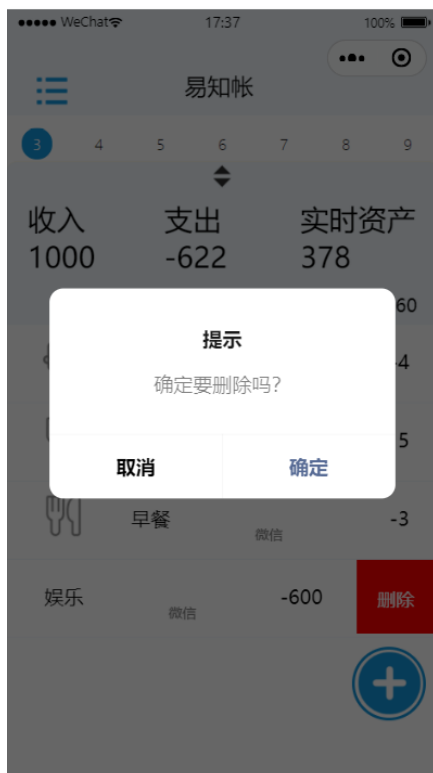 ●●●●● WeChat 17:37 100%
易知帐
3 4 5 6 7 8 9
收入 支出 实时资产
1000 -622 378
60
提示
确定要删除吗?
-4
5
取消 确定
早餐 微信 -3
娱乐 微信 -600 删除